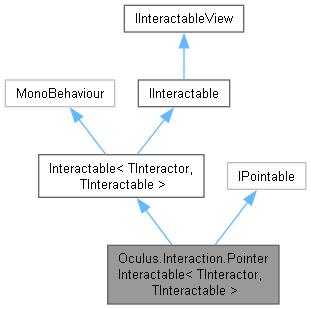 IInteractableView
MonoBehaviour
IInteractable
Interactable< TInteractor,
TInteractable >
IPointable
Oculus.Interaction.Pointer
Interactable< TInteractor,
TInteractable >